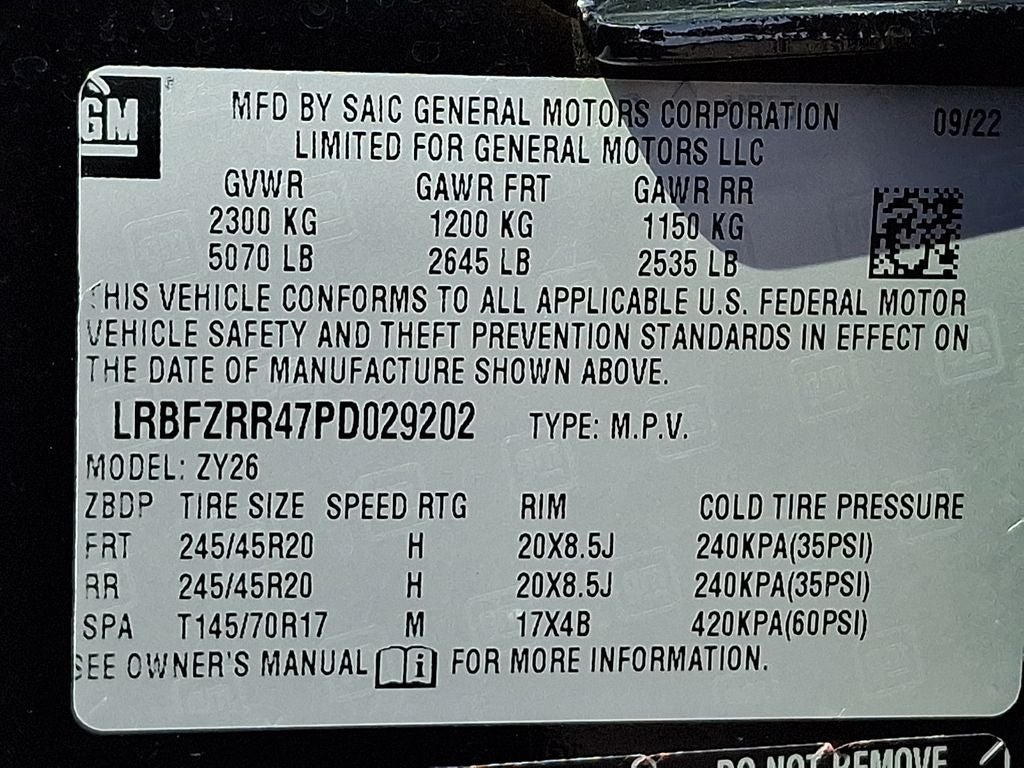 GM
MFD BY SAIC GENERAL MOTORS CORPORATION 09/22
LIMITED FOR GENERAL MOTORS LLC
GVWR GAWR FRT GAWR RR
2300 KG 1200 KG 1150 KG
5070 LB 2645 LB 2535 LB
THIS VEHICLE CONFORMS TO ALL APPLICABLE U.S. FEDERAL MOTOR
VEHICLE SAFETY AND THEFT PREVENTION STANDARDS IN EFFECT ON
THE DATE OF MANUFACTURE SHOWN ABOVE.
LRBFZRR47PD029202 TYPE: M.P.V.
MODEL: ZY26
ZBDP TIRE SIZE SPEED RTG RIM COLD TIRE PRESSURE
FRT 245/45R20 H 20X8.5J 240KPA(35PSI)
RR 245/45R20 H 20X8.5J 240KPA(35PSI)
SPA T145/70R17 M 17X4B 420KPA(60PSI)
SEE OWNER'S MANUAL i FOR MORE INFORMATION.
DO NOT REMOVE